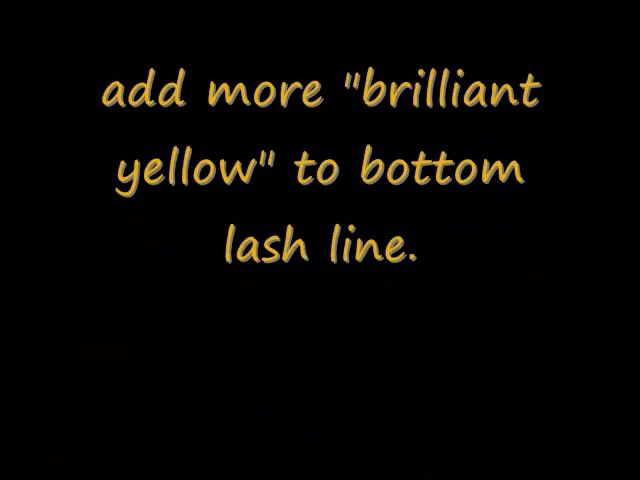 add more "brilliant
yellow" to bottom
lash line.